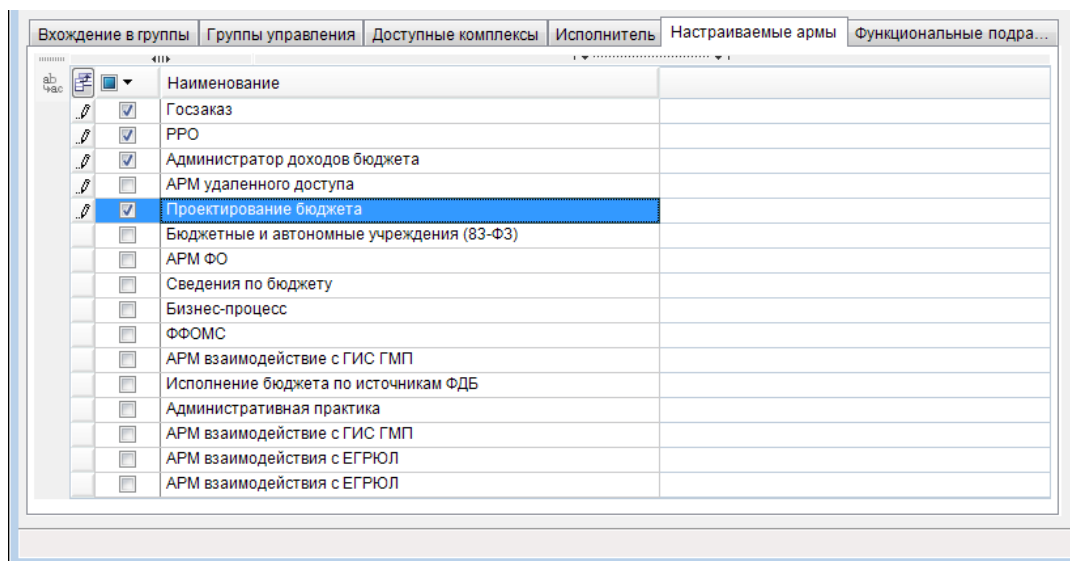 Вхождение в группы Группы управления Доступные комплексы Исполнитель Настраиваемые армы Функциональные подра...
ab
ac
Наименование
Госзаказ
РРО
Администратор доходов бюджета
АРМ удаленного доступа
Проектирование бюджета
Бюджетные и автономные учреждения (83-ФЗ)
АРМ ФО
Сведения по бюджету
Бизнес-процесс
ФФОМС
АРМ взаимодействие с ГИС ГМП
Исполнение бюджета по источникам ФДБ
Административная практика
АРМ взаимодействие с ГИС ГМП
АРМ взаимодействия с ЕГРЮЛ
АРМ взаимодействия с ЕГРЮЛ